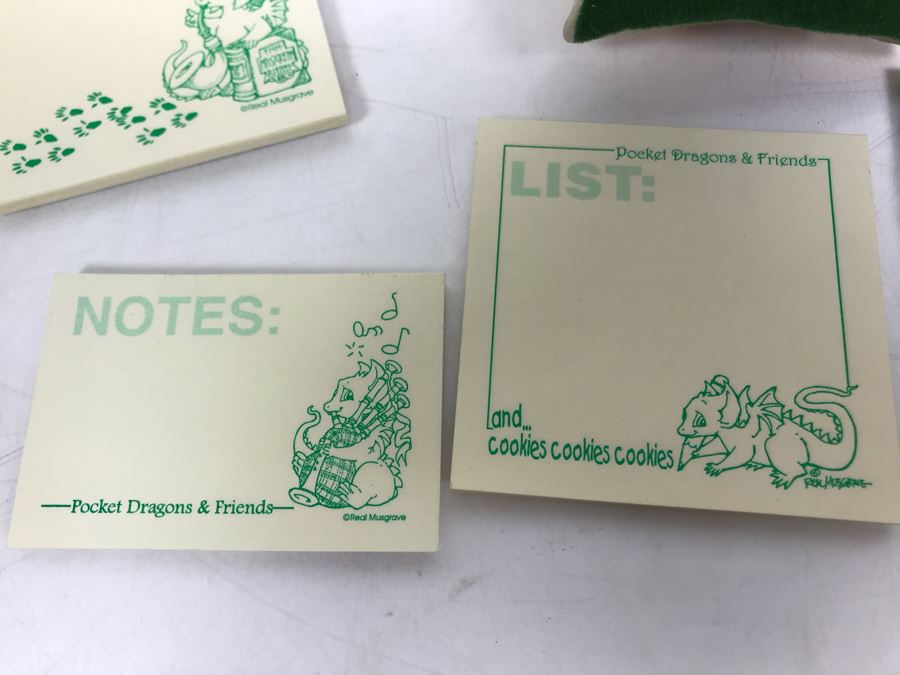 ©Real Musgrave
NOTES:
Pocket Dragons & Friends
©Real Musgrave
Pocket Dragons & Friends
LIST:
and...
cookies cookies cookies
© REAL MUSGRAVE